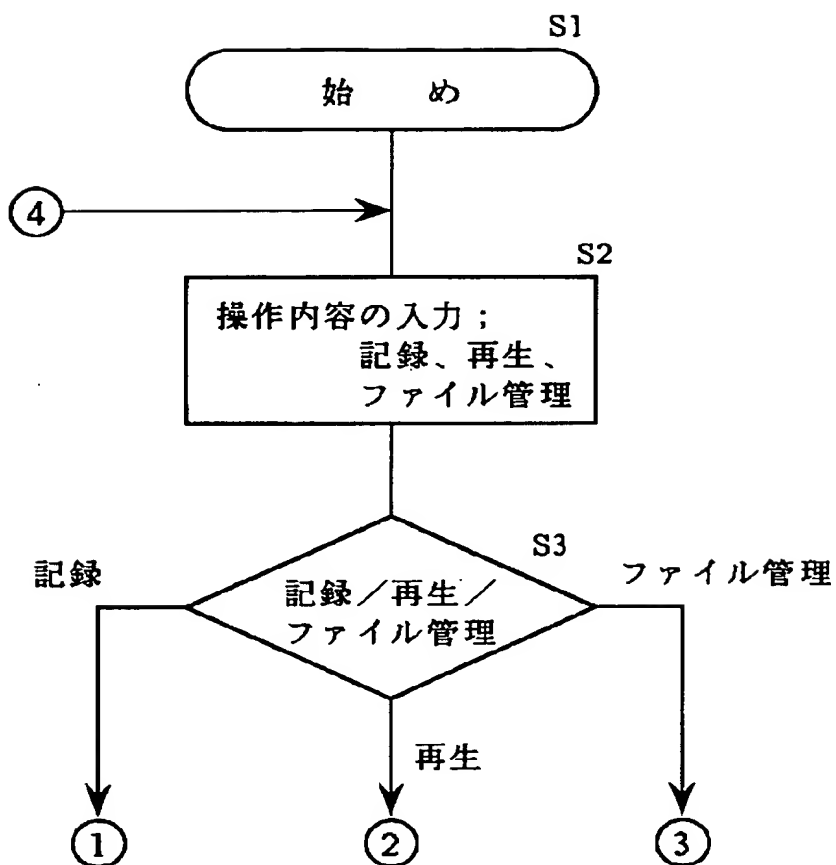 S1
始 め
④
S2
操作内容の入力；
記録、再生、
ファイル管理
S3
記録
ファイル管理
記録／再生／
ファイル管理
再生
①
②
③